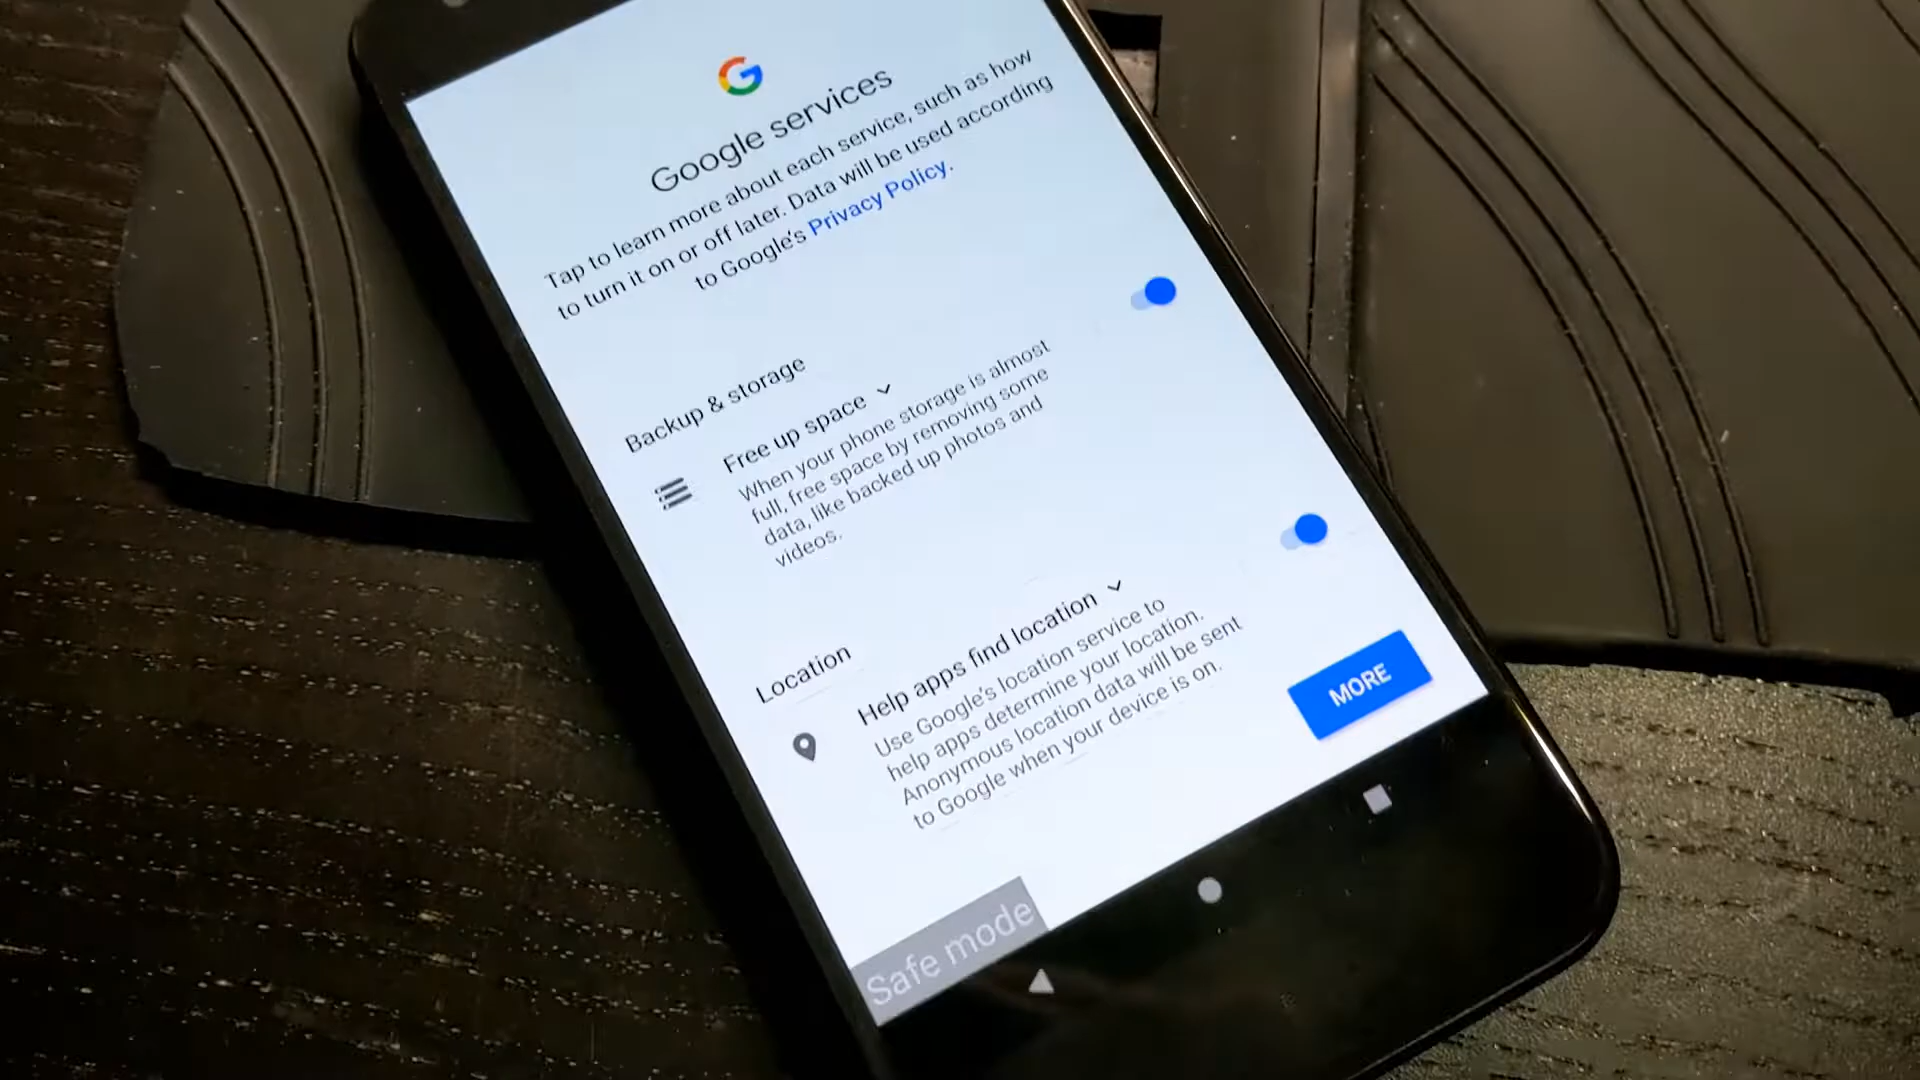 Google services
Tap to learn more about each service, such as how
to turn it on or off later. Data will be used according
to Google's Privacy Policy.
Backup & storage
Free up space
When your phone storage is almost
full, free space by removing some
data, like backed up photos and
videos.
Location
Help apps find location
Use Google's location service to
help apps determine your location.
Anonymous location data will be sent
to Google when your device is on.
MORE
Safe mode